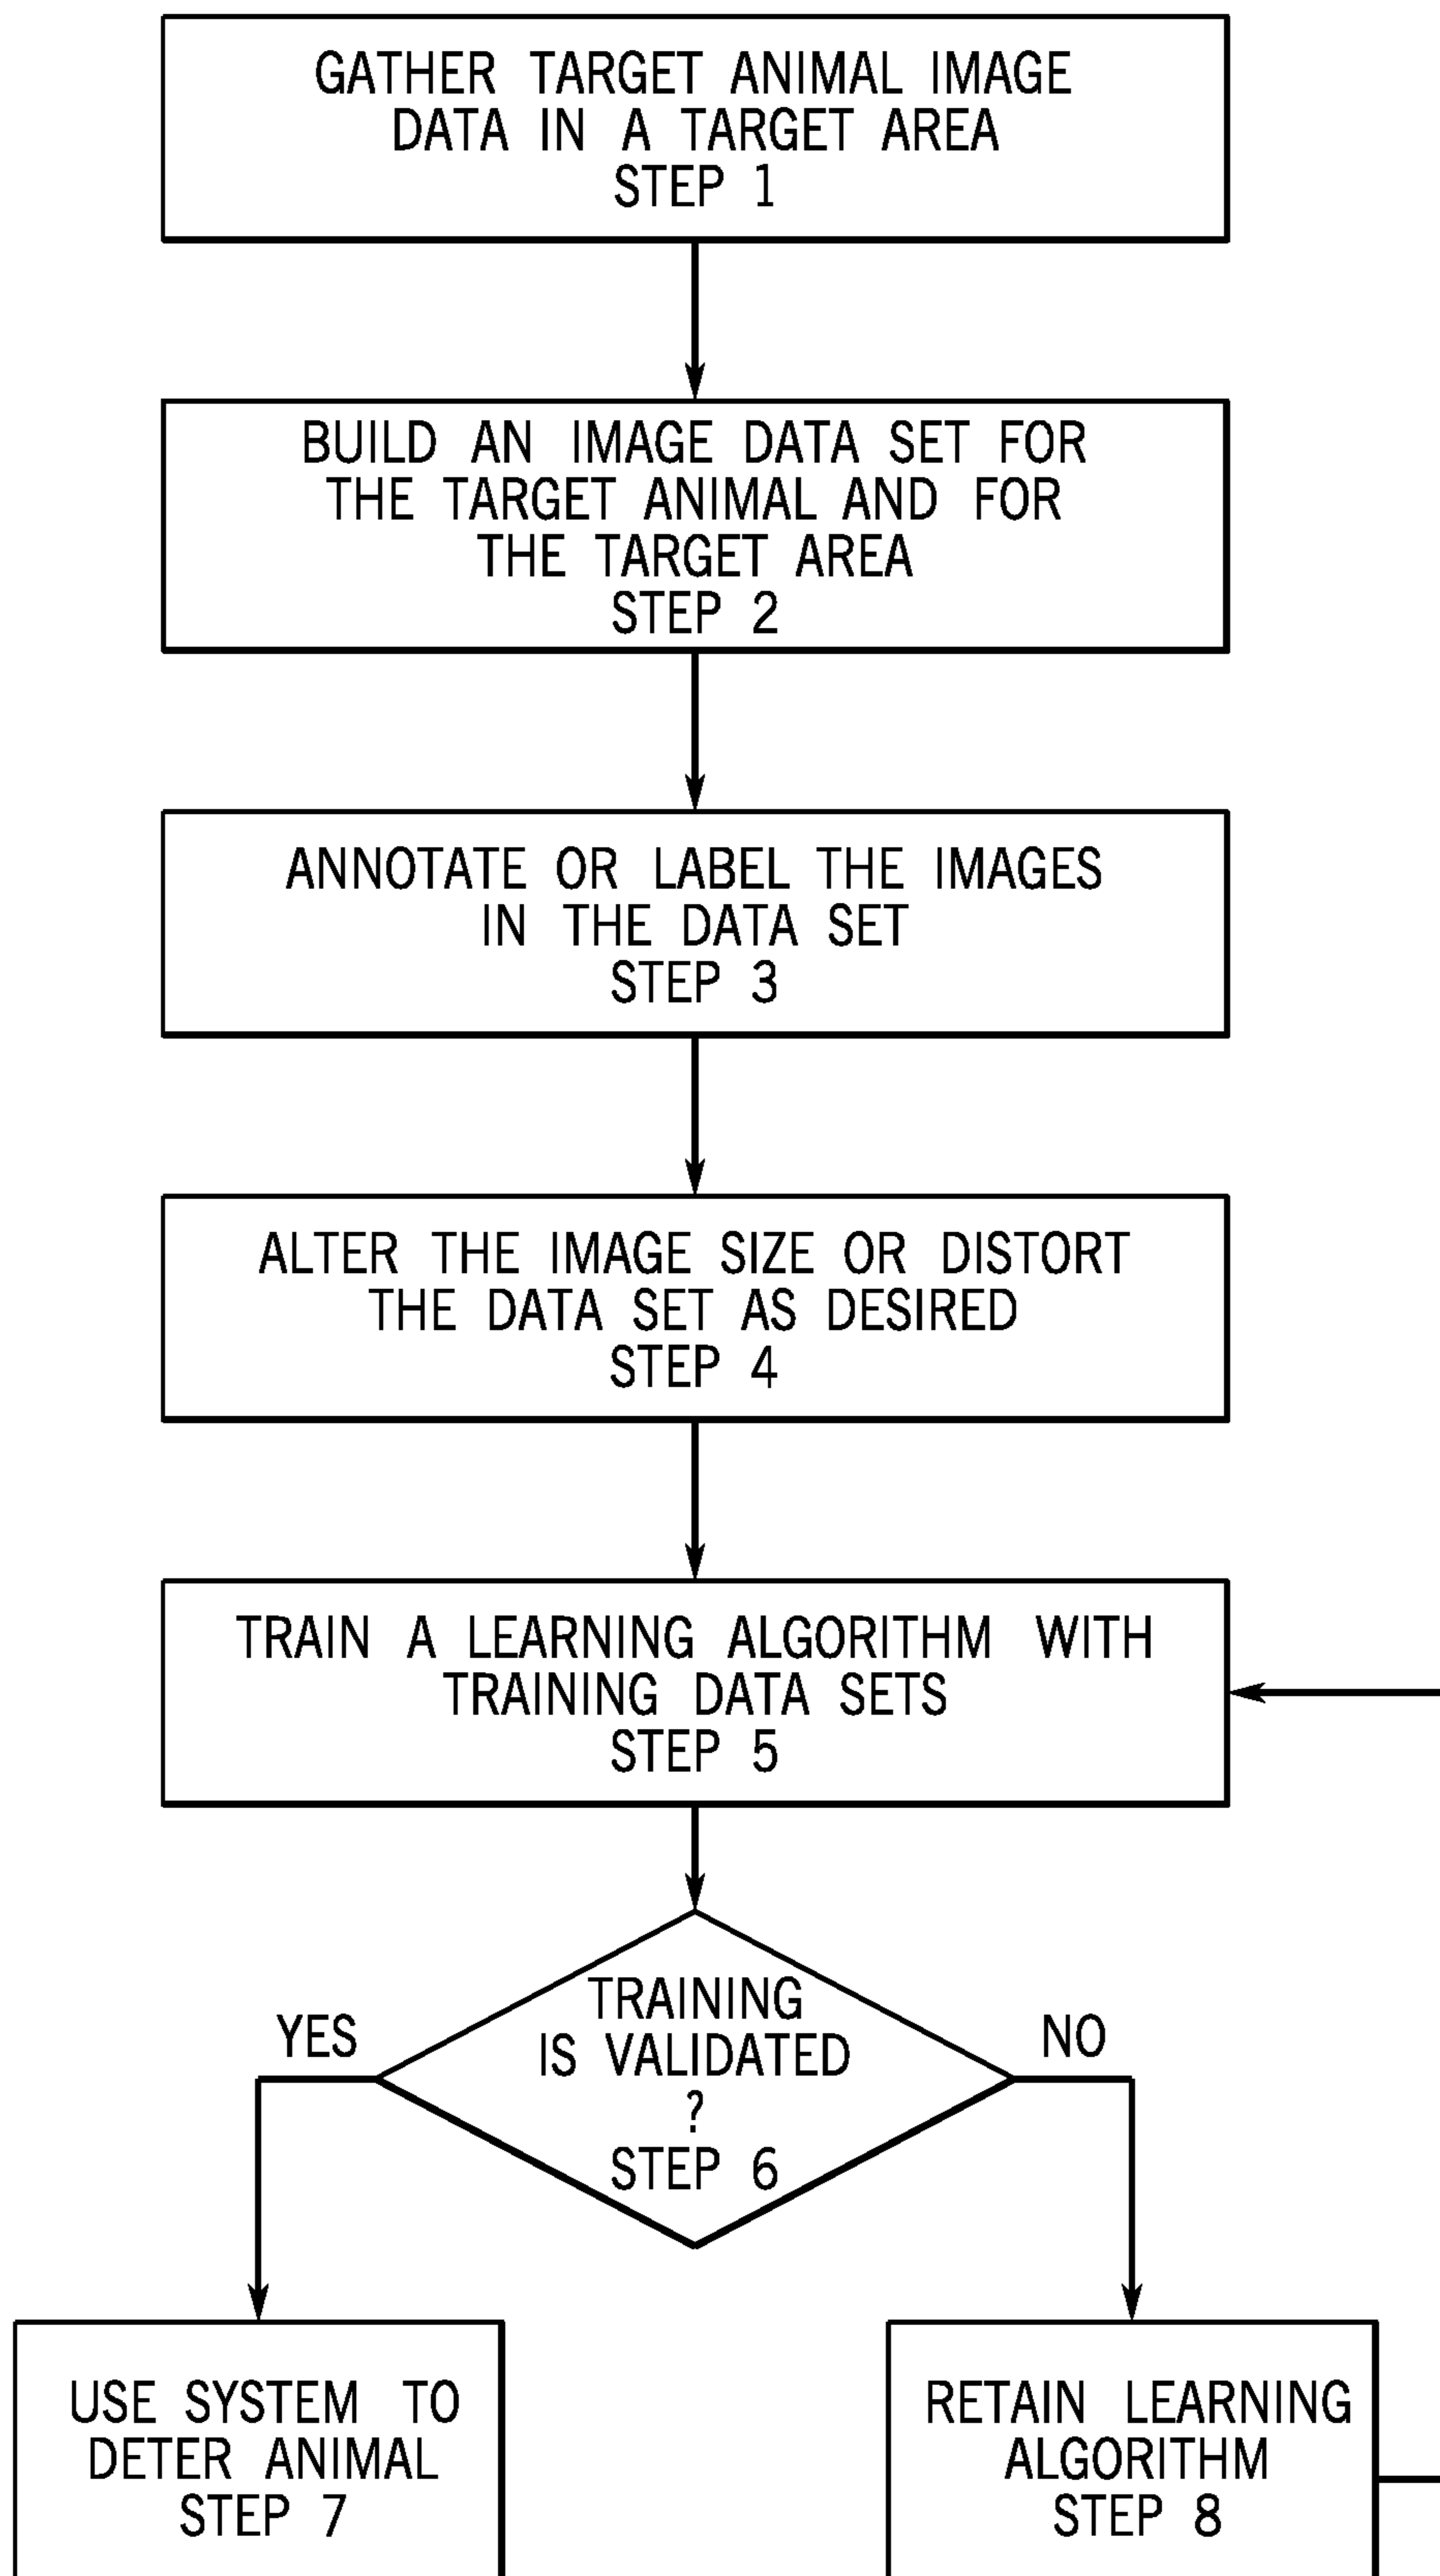 GATHER TARGET ANIMAL IMAGE
DATA IN A TARGET AREA
STEP 1
BUILD AN IMAGE DATA SET FOR
THE TARGET ANIMAL AND FOR
THE TARGET AREA
STEP 2
ANNOTATE OR LABEL THE IMAGES
IN THE DATA SET
STEP 3
ALTER THE IMAGE SIZE OR DISTORT
THE DATA SET AS DESIRED
STEP 4
TRAIN A LEARNING ALGORITHM WITH
TRAINING DATA SETS
STEP 5
TRAINING
IS VALIDATED
?
STEP 6
YES
NO
USE SYSTEM TO
DETER ANIMAL
STEP 7
RETAIN LEARNING
ALGORITHM
STEP 8